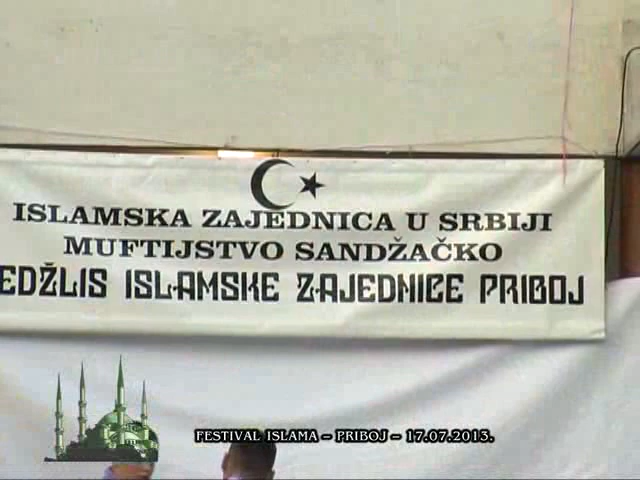 ISLAMSKA ZAJEDNICA U SRBIJI
MUFTIJSTVO SANDŽAČKO
EDŽLIS ISLAMSKE ZAJEDNICE PRIBOJ
FESTIVAL ISLAMA – PRIBOJ – 17.07.2013.